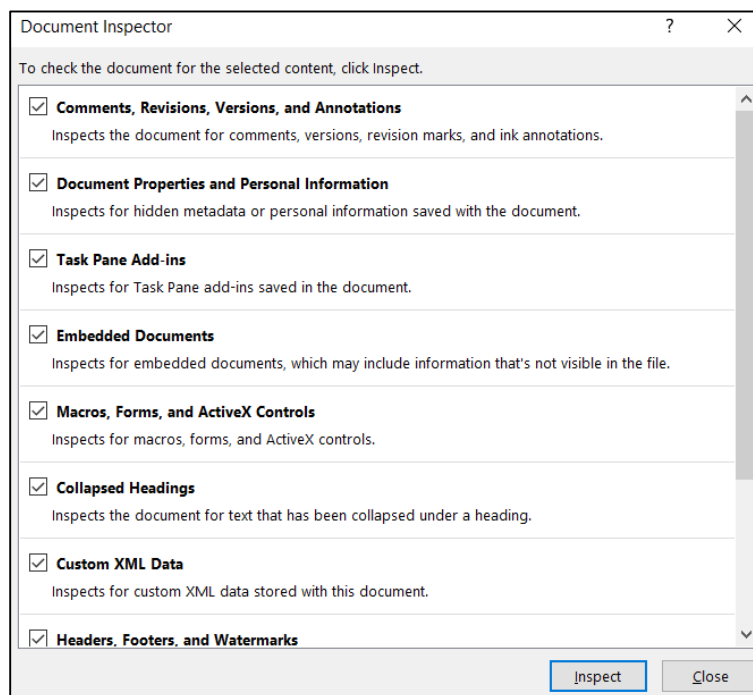 Document Inspector
?
To check the document for the selected content, click Inspect.
Comments, Revisions, Versions, and Annotations
Inspects the document for comments, versions, revision marks, and ink annotations.
Document Properties and Personal Information
Inspects for hidden metadata or personal information saved with the document.
Task Pane Add-ins
Inspects for Task Pane add-ins saved in the document.
Embedded Documents
Inspects for embedded documents, which may include information that's not visible in the file.
Macros, Forms, and ActiveX Controls
Inspects for macros, forms, and ActiveX controls.
Collapsed Headings
Inspects the document for text that has been collapsed under a heading.
Custom XML Data
Inspects for custom XML data stored with this document.
Headers, Footers, and Watermarks
Inspect
Close